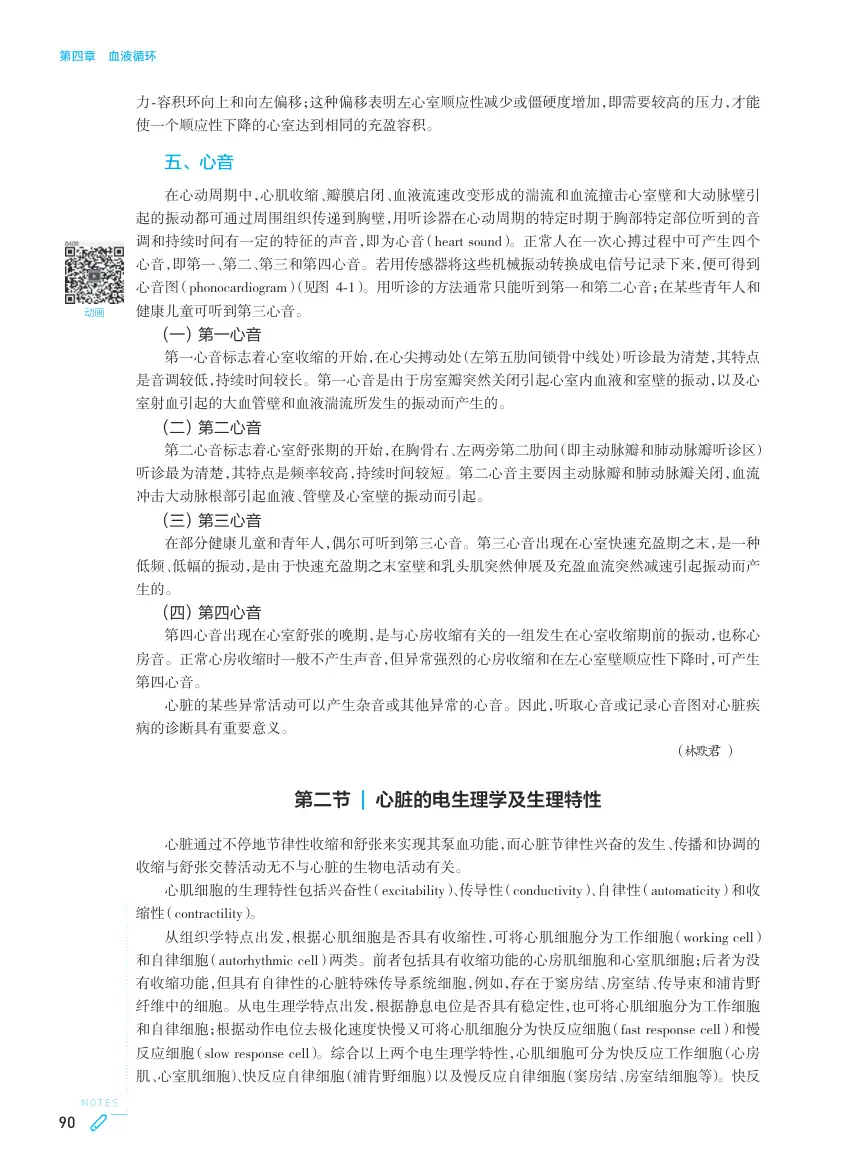 第四章 血液循环
力-容积环向上和向左偏移;这种偏移表明左心室顺应性减少或僵硬度增加,即需要较高的压力,才能
使一个顺应性下降的心室达到相同的充盈容积。
五、心音
在心动周期中,心肌收缩、瓣膜启闭、血液流速改变形成的湍流和血流撞击心室壁和大动脉壁引
起的振动都可通过周围组织传递到胸壁,用听诊器在心动周期的特定时期于胸部特定部位听到的音
调和持续时间有一定的特征的声音,即为心音(heart sound)。正常人在一次心搏过程中可产生四个
心音,即第一、第二、第三和第四心音。若用传感器将这些机械振动转换成电信号记录下来,便可得到
心音图(phonocardiogram)(见图 4-1)。用听诊的方法通常只能听到第一和第二心音;在某些青年人和
健康儿童可听到第三心音。
0408
动画
(一)第一心音
第一心音标志着心室收缩的开始,在心尖搏动处(左第五肋间锁骨中线处)听诊最为清楚,其特点
是音调较低,持续时间较长。第一心音是由于房室瓣突然关闭引起心室内血液和室壁的振动,以及心
室射血引起的大血管壁和血液湍流所发生的振动而产生的。
(二)第二心音
第二心音标志着心室舒张期的开始,在胸骨右、左两旁第二肋间(即主动脉瓣和肺动脉瓣听诊区)
听诊最为清楚,其特点是频率较高,持续时间较短。第二心音主要因主动脉瓣和肺动脉瓣关闭,血流
冲击大动脉根部引起血液、管壁及心室壁的振动而引起。
(三)第三心音
在部分健康儿童和青年人,偶尔可听到第三心音。第三心音出现在心室快速充盈期之末,是一种
低频、低幅的振动,是由于快速充盈期之末室壁和乳头肌突然伸展及充盈血流突然减速引起振动而产
生的。
(四)第四心音
第四心音出现在心室舒张的晚期,是与心房收缩有关的一组发生在心室收缩期前的振动,也称心
房音。正常心房收缩时一般不产生声音,但异常强烈的心房收缩和在左心室壁顺应性下降时,可产生
第四心音。
心脏的某些异常活动可以产生杂音或其他异常的心音。因此,听取心音或记录心音图对心脏疾
病的诊断具有重要意义。
(林默君)
第二节 | 心脏的电生理学及生理特性
心脏通过不停地节律性收缩和舒张来实现其泵血功能,而心脏节律性兴奋的发生、传播和协调的
收缩与舒张交替活动无不与心脏的生物电活动有关。
心肌细胞的生理特性包括兴奋性(excitability)、传导性(conductivity)、自律性(automaticity)和收
缩性(contractility)。
从组织学特点出发,根据心肌细胞是否具有收缩性,可将心肌细胞分为工作细胞(working cell)
和自律细胞(autorhythmic cell)两类。前者包括具有收缩功能的心房肌细胞和心室肌细胞;后者为没
有收缩功能,但具有自律性的心脏特殊传导系统细胞,例如,存在于窦房结、房室结、传导束和浦肯野
纤维中的细胞。从电生理学特点出发,根据静息电位是否具有稳定性,也可将心肌细胞分为工作细胞
和自律细胞;根据动作电位去极化速度快慢又可将心肌细胞分为快反应细胞(fast response cell)和慢
反应细胞(slow response cell)。综合以上两个电生理学特性,心肌细胞可分为快反应工作细胞(心房
肌、心室肌细胞)、快反应自律细胞(浦肯野细胞)以及慢反应自律细胞(窦房结、房室结细胞等)。快反
NOTES
90